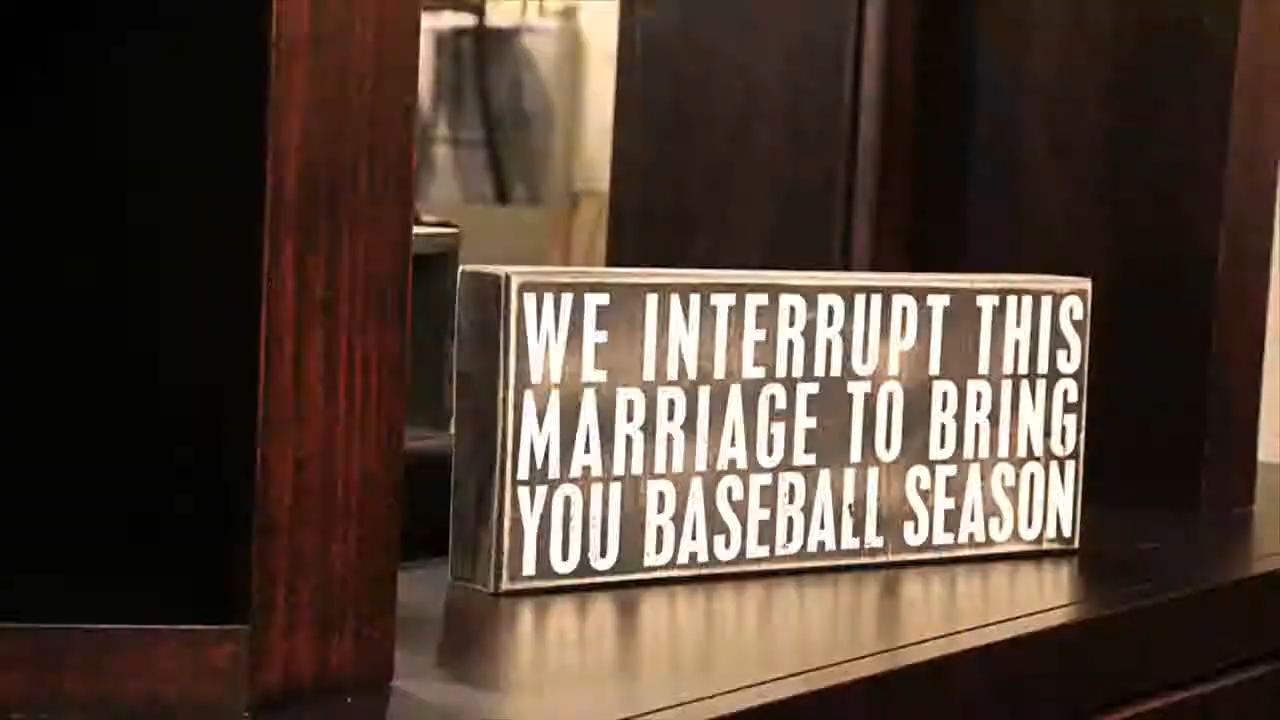 WE INTERRUPT THIS
MARRIAGE TO BRING
YOU BASEBALL SEASON